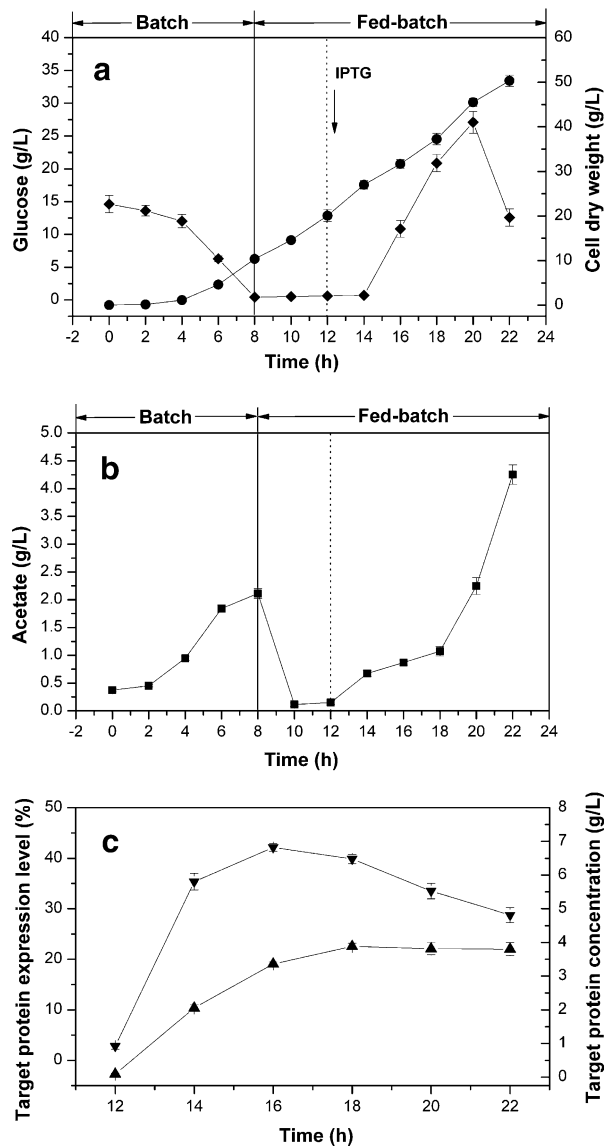 Batch Fed-batch
a
IPTG
Glucose (g/L)
40
35
30
25
20
15
10
5
0
Cell dry weight (g/L)
60
50
40
30
20
10
0
-2 0 2 4 6 8 10 12 14 16 18 20 22 24
Time (h)
Batch Fed-batch
b
Acetate (g/L)
5.0
4.5
4.0
3.5
3.0
2.5
2.0
1.5
1.0
0.5
0.0
-2 0 2 4 6 8 10 12 14 16 18 20 22 24
Time (h)
c
Target protein expression level (%)
50
40
30
20
10
0
Target protein concentration (g/L)
8
7
6
5
4
3
2
1
0
12 14 16 18 20 22
Time (h)